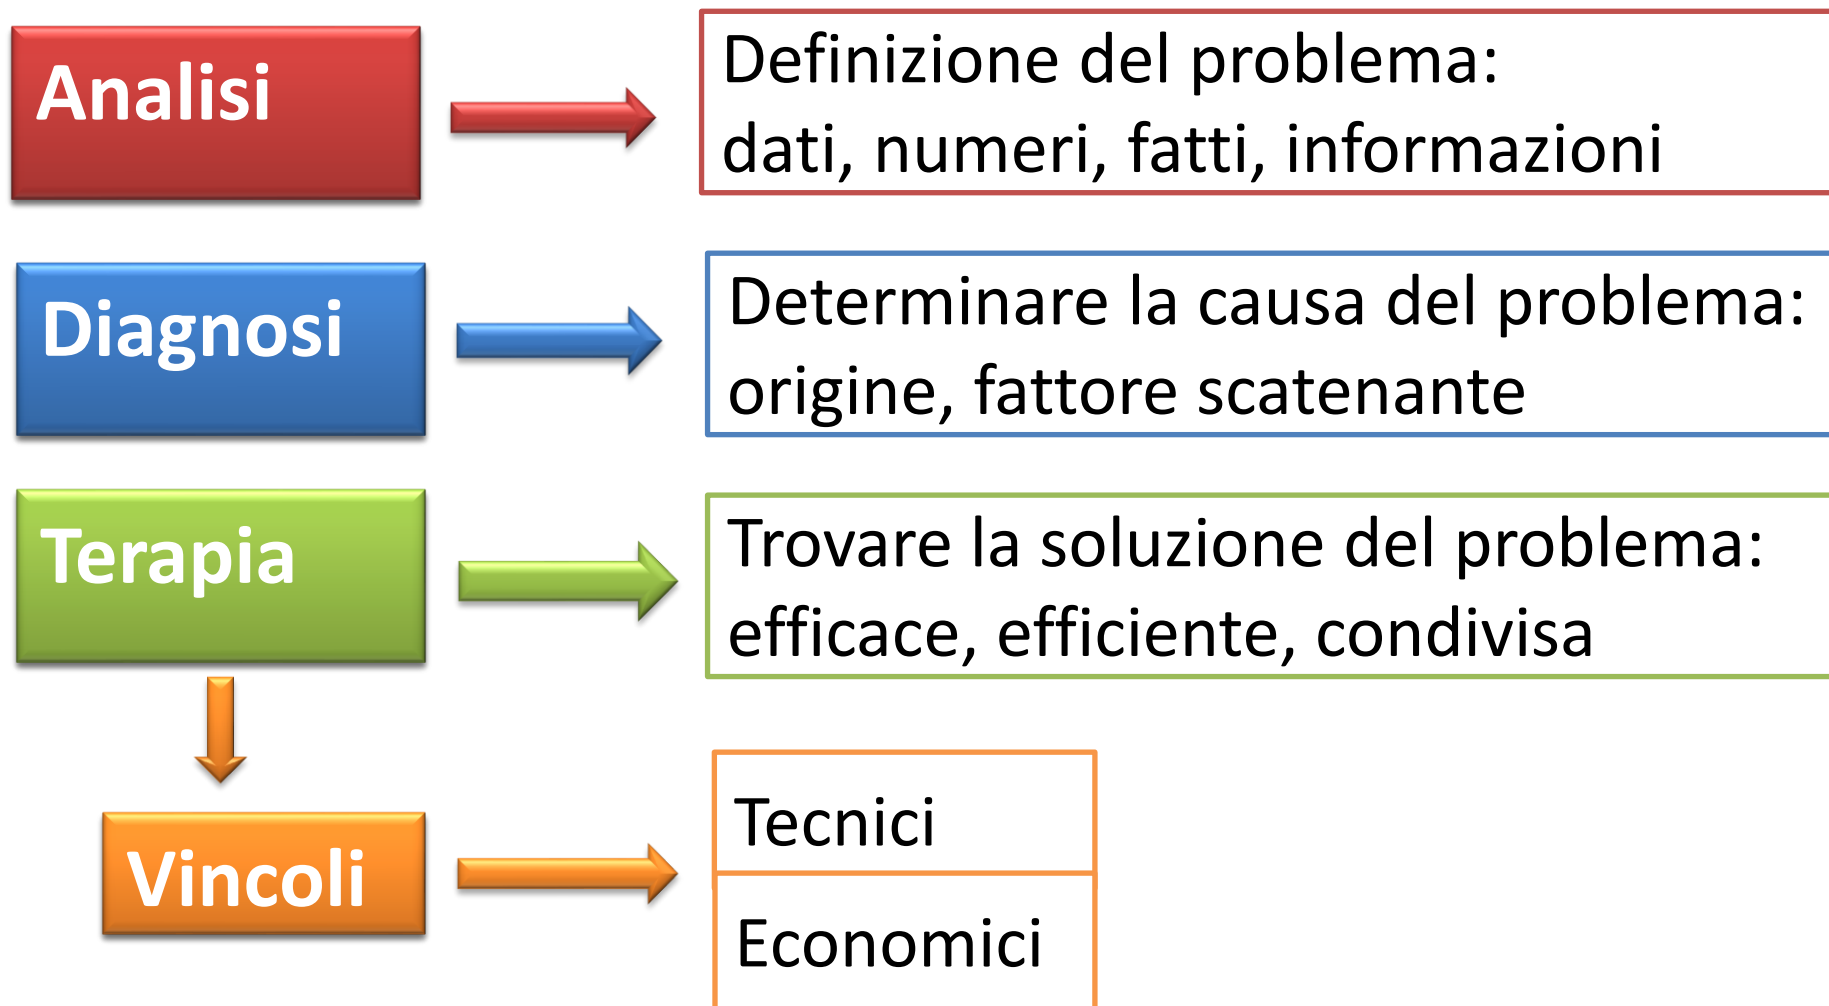 Analisi
Definizione del problema:
dati, numeri, fatti, informazioni
Diagnosi
Determinare la causa del problema:
origine, fattore scatenante
Terapia
Trovare la soluzione del problema:
efficace, efficiente, condivisa
Vincoli
Tecnici
Economici